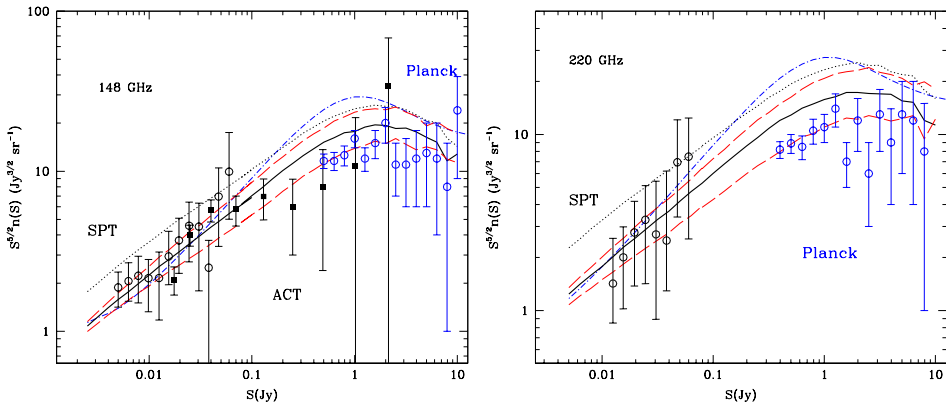 100
10
1
S^{5/2}n(S) (Jy^{3/2} sr^{-1})
148 GHz
Planck
SPT
ACT
0.01
0.1
1
10
S(Jy)
10
1
S^{5/2}n(S) (Jy^{3/2} sr^{-1})
220 GHz
SPT
Planck
0.01
0.1
1
10
S(Jy)